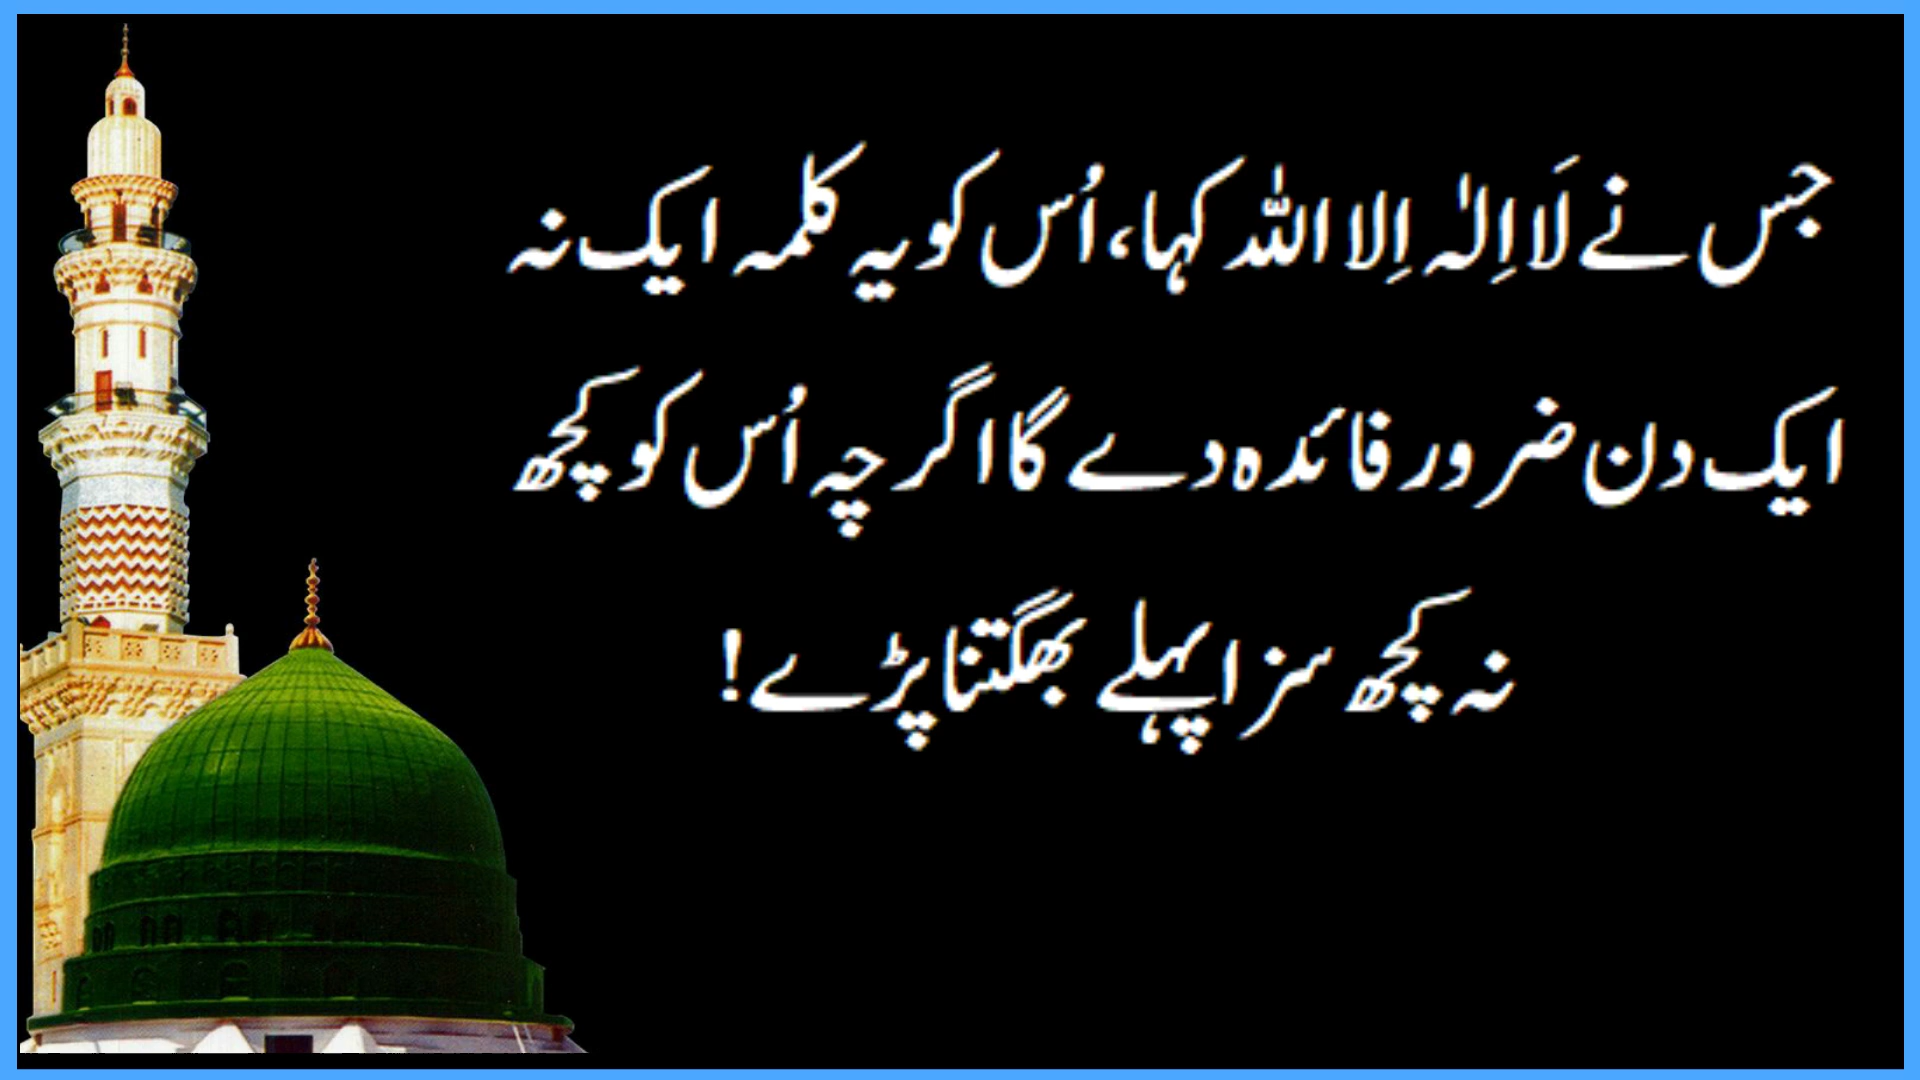 جس نے لَا اِلٰہ اِلا اللّٰہ کہا، اُس کو یہ کلمہ ایک نہ
ایک دن ضرور فائدہ دے گا اگرچہ اُس کو کچھ
نہ کچھ سزا پہلے بھگتنا پڑے!